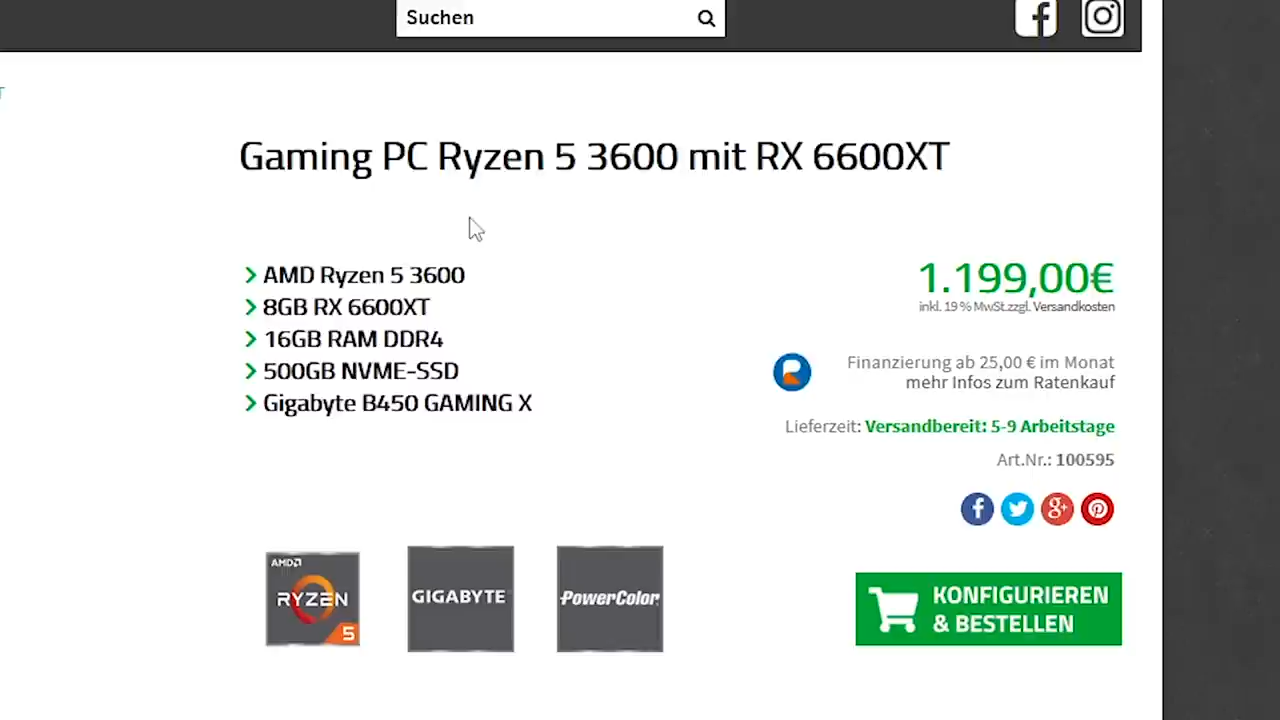 Suchen
Gaming PC Ryzen 5 3600 mit RX 6600XT
AMD Ryzen 5 3600
8GB RX 6600XT
16GB RAM DDR4
500GB NVME-SSD
Gigabyte B450 GAMING X
1.199,00€
inkl. 19 % MwSt.zzgl. Versandkosten
Finanzierung ab 25,00 € im Monat
mehr Infos zum Ratenkauf
Lieferzeit: Versandbereit: 5-9 Arbeitstage
Art.Nr.: 100595
AMD
RYZEN
5
GIGABYTE
PowerColor
KONFIGURIEREN
& BESTELLEN